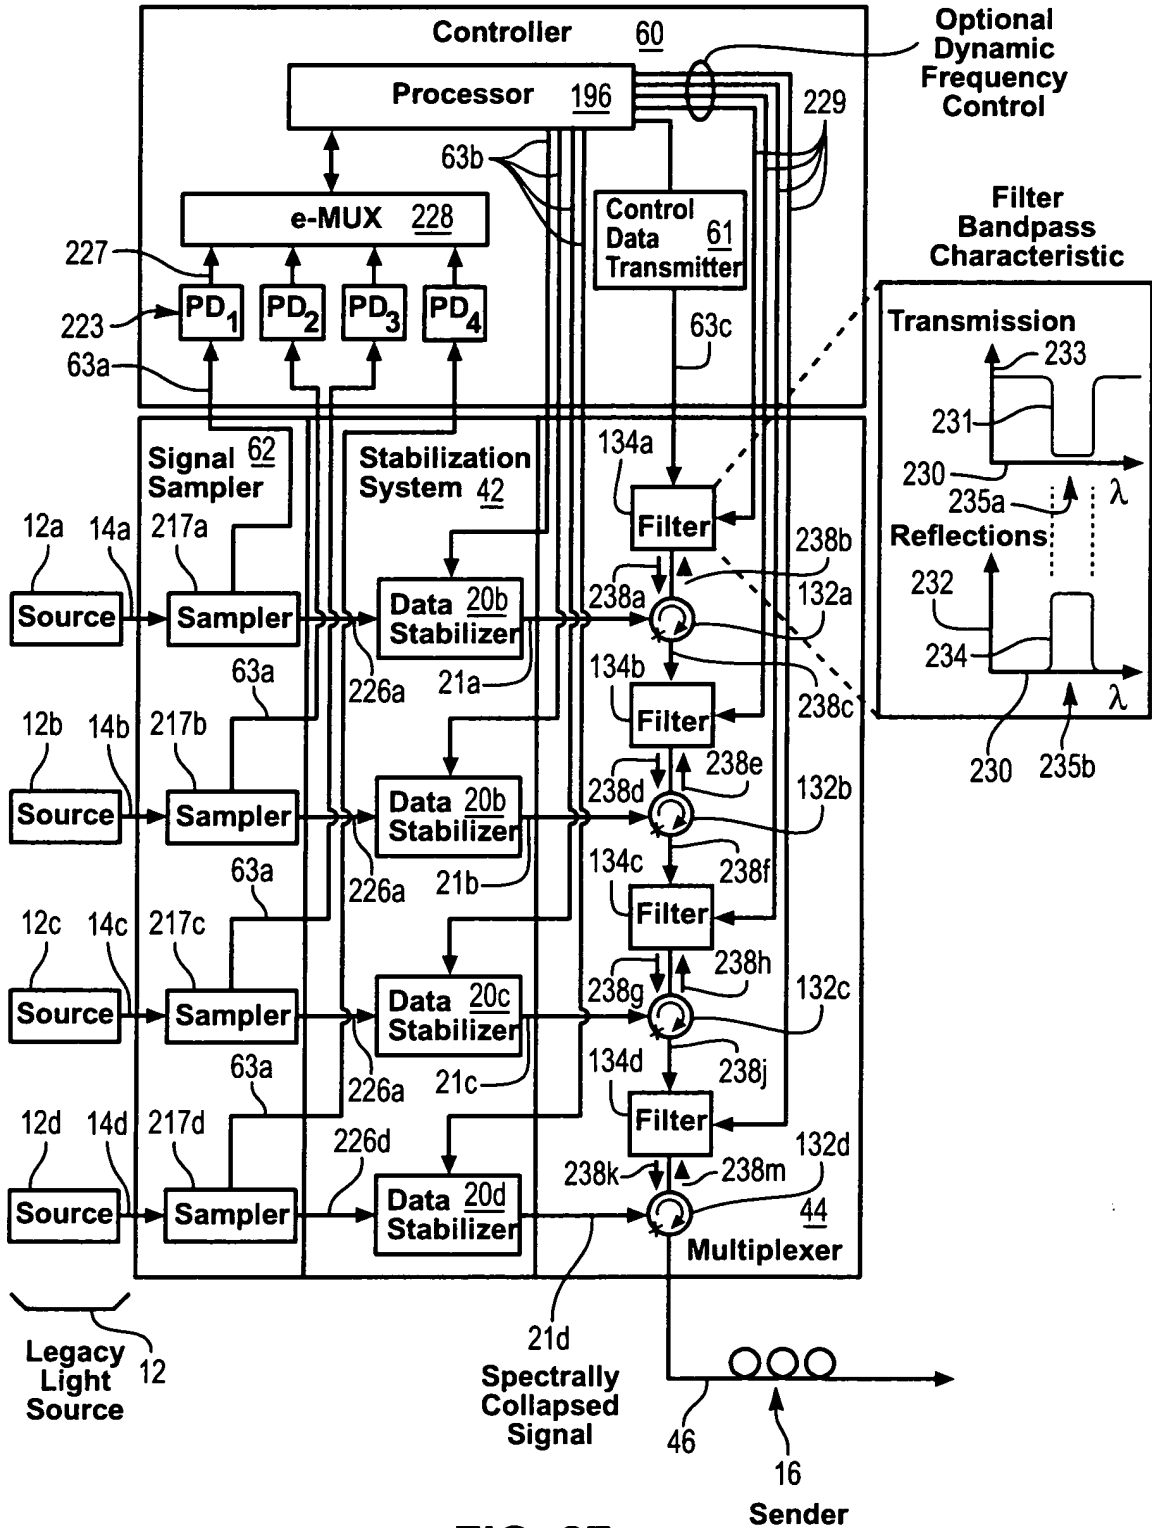 Controller 60
Optional
Dynamic
Frequency
Control
Processor 196
229
63b
e-MUX 228
Control
Data 61
Transmitter
Filter
Bandpass
Characteristic
227
PD1
PD2
PD3
PD4
223
63a
63c
Transmission
233
231
230
235a
λ
Reflections
232
234
λ
230
235b
Signal 62
Sampler
Stabilization
System 42
134a
Filter
12a
14a
217a
238b
Source
Sampler
Data 20b
Stabilizer
238a
132a
63a
226a
21a
134b
238c
Filter
12b
14b
217b
238d
238e
132b
Source
Sampler
Data 20b
Stabilizer
63a
226a
21b
134c
238f
Filter
12c
14c
217c
238g
238h
132c
Source
Sampler
Data 20c
Stabilizer
63a
226a
21c
134d
238j
Filter
12d
14d
217d
226d
238k
238m
132d
Source
Sampler
Data 20d
Stabilizer
44
Multiplexer
21d
Legacy
Light
Source
12
Spectrally
Collapsed
Signal
46
16
Sender